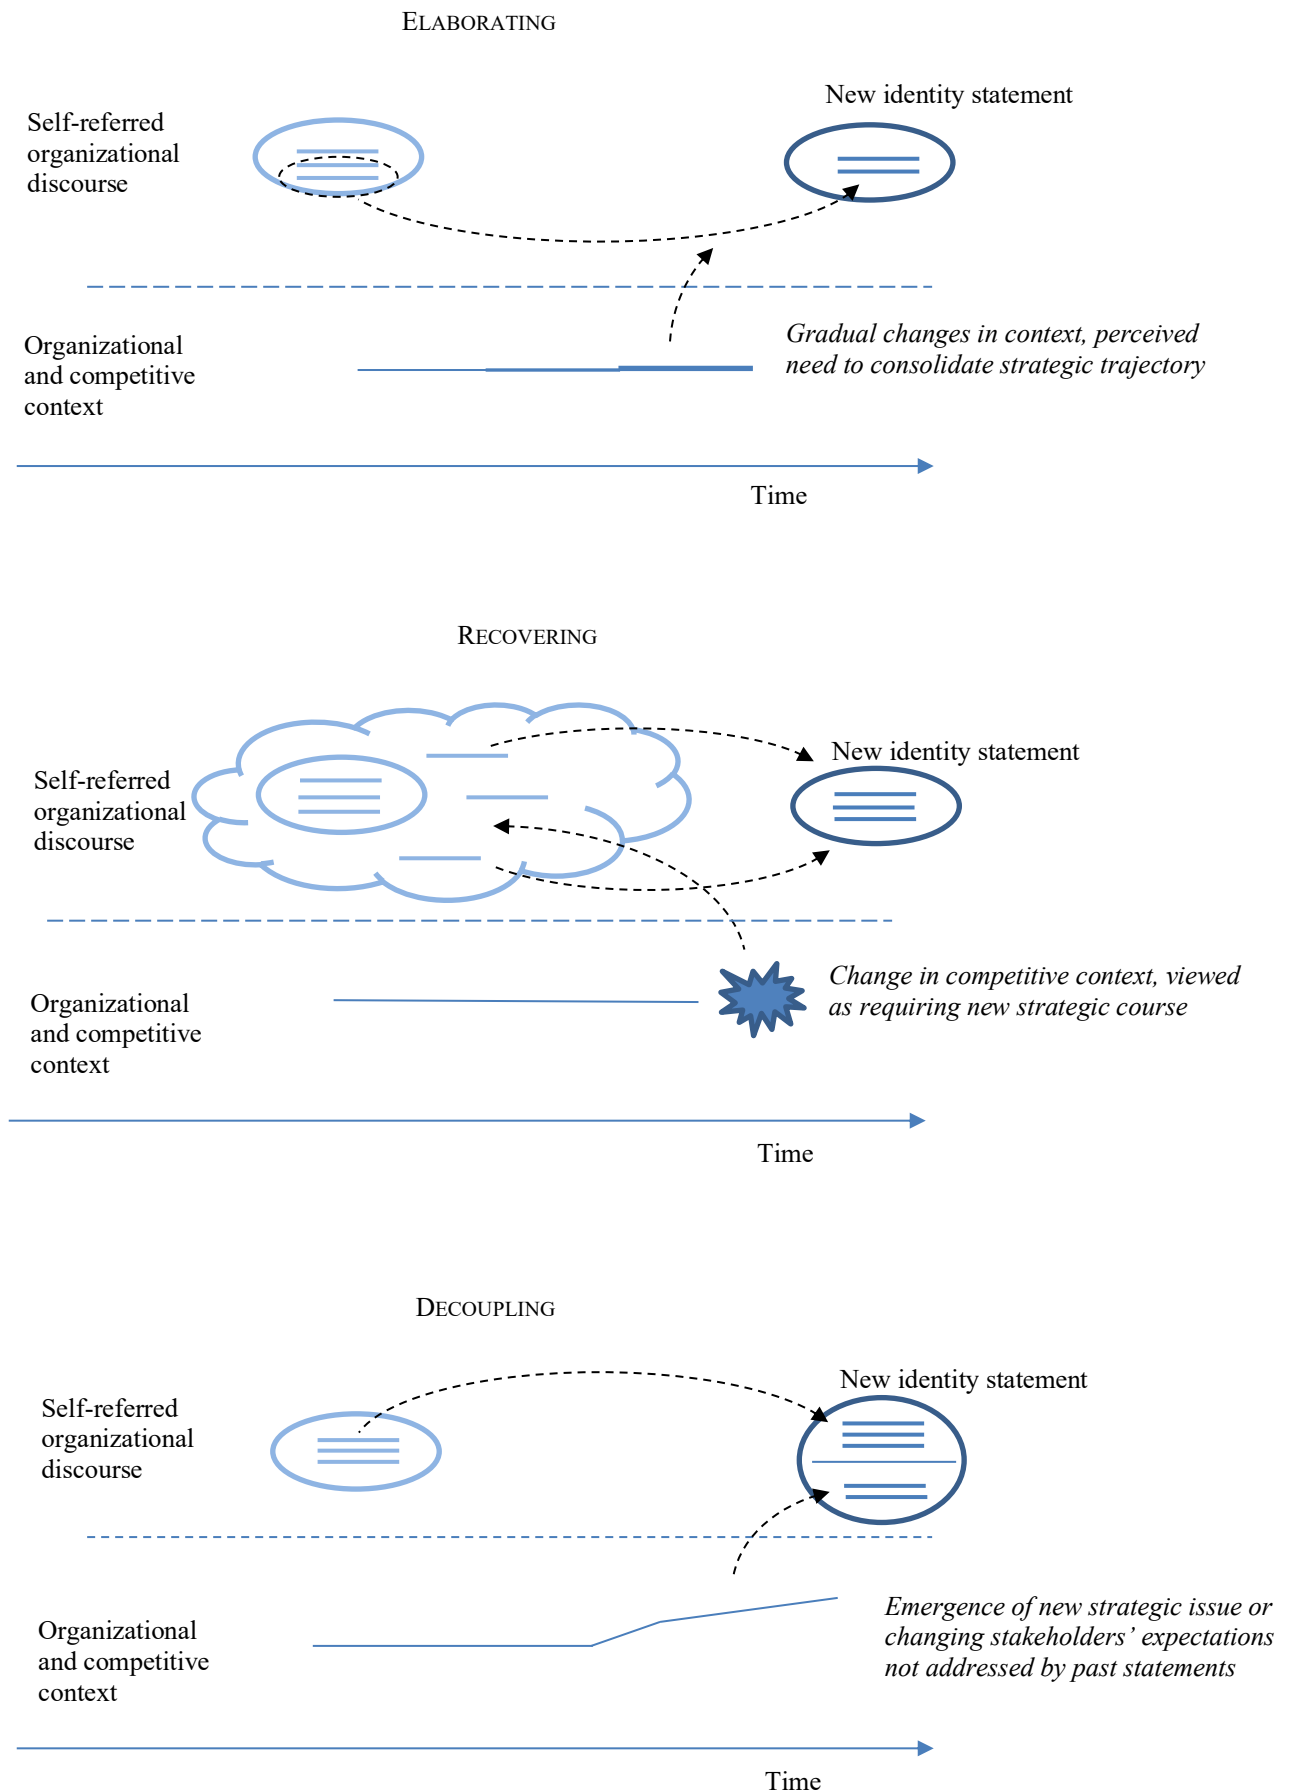 ELABORATING
New identity statement
Self-referred
organizational
discourse
Gradual changes in context, perceived
need to consolidate strategic trajectory
Organizational
and competitive
context
Time
RECOVERING
New identity statement
Self-referred
organizational
discourse
Change in competitive context, viewed
as requiring new strategic course
Organizational
and competitive
context
Time
DECOUPLING
New identity statement
Self-referred
organizational
discourse
Emergence of new strategic issue or
changing stakeholders’ expectations
not addressed by past statements
Organizational
and competitive
context
Time